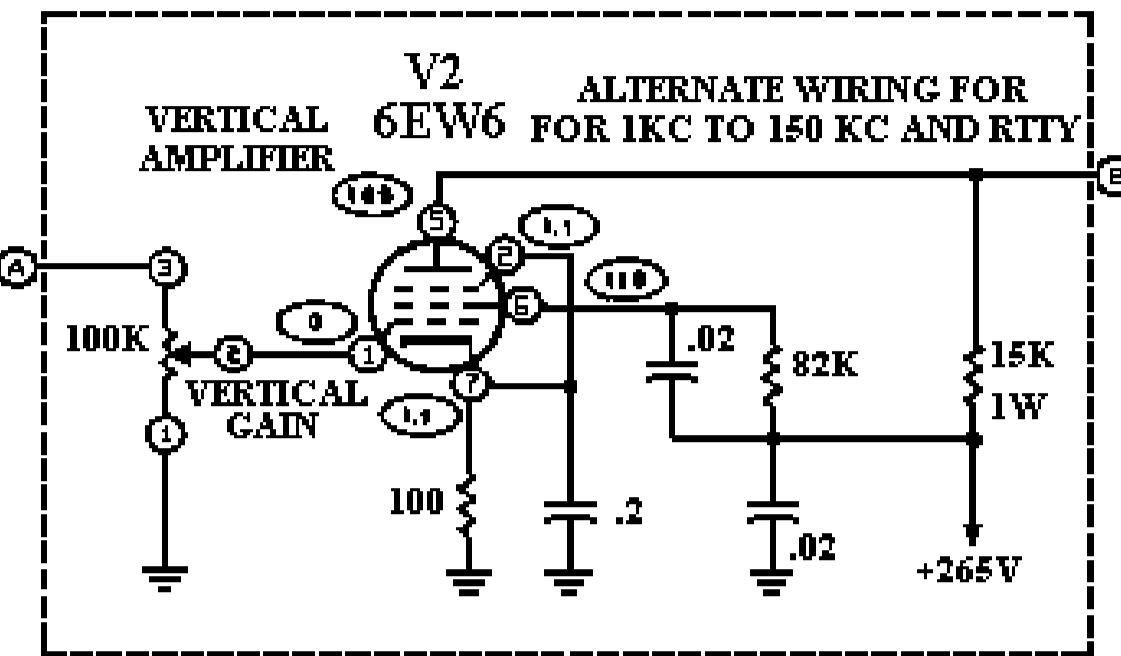 V2
6EW6
VERTICAL
AMPLIFIER
ALTERNATE WIRING FOR
FOR 1KC TO 150 KC AND RTTY
5
B
A
3
2
6
110
0
100K
2
1
VERTICAL
GAIN
7
1
.02
82K
15K
1W
100
.2
.02
+265V